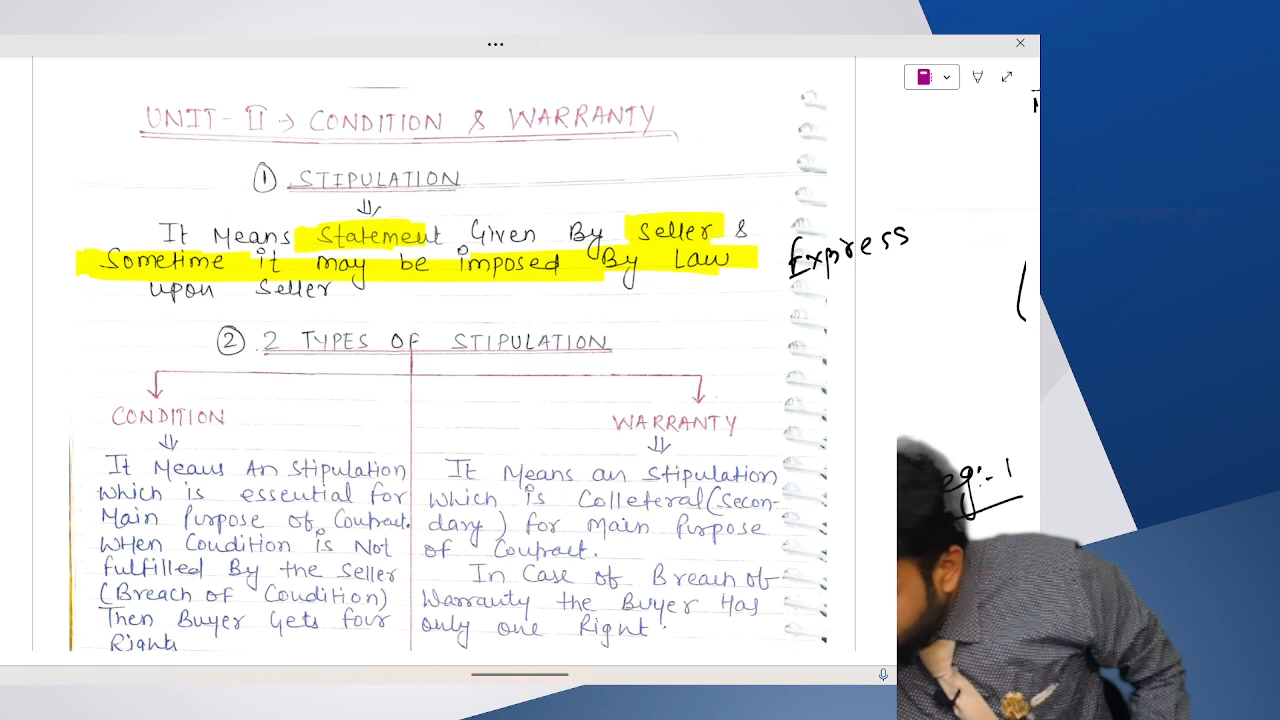 UNIT-II → CONDITION & WARRANTY
① STIPULATION
It Means Statement Given By Seller &
Sometime it may be imposed By Law
upon Seller
Express
② 2 TYPES OF STIPULATION
CONDITION
It Means An Stipulation
which is essential for
Main Purpose of Contract.
WHen Condition is Not
fulfilled By the Seller
(Breach of Condition)
Then Buyer Gets four
Rights
WARRANTY
It Means an Stipulation
which is Colleteral (Secon-
dary) for Main Purpose
of Contract.
In Case of Breach of
Warranty the Buyer Has
only one Right.
eg:- 1